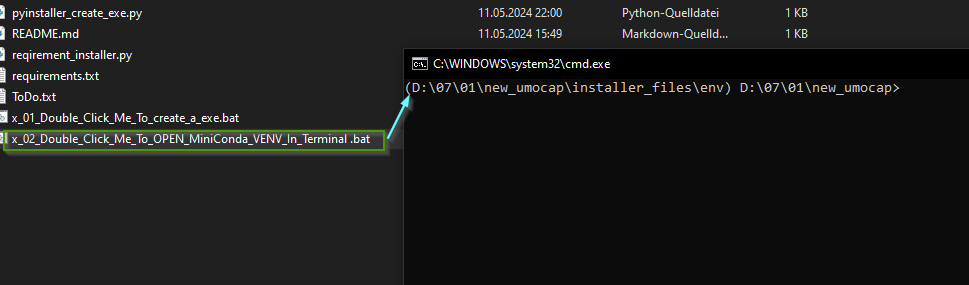 pyinstaller_create_exe.py 11.05.2024 22:00 Python-Quelldatei 1 KB
README.md 11.05.2024 15:49 Markdown-Quelld... 1 KB
reqirement_installer.py
requirements.txt
ToDo.txt
x_01_Double_Click_Me_To_create_a_exe.bat
x_02_Double_Click_Me_To_OPEN_MiniConda_VENV_In_Terminal .bat
C:\WINDOWS\system32\cmd.exe
(D:\07\01\new_umocap\installer_files\env) D:\07\01\new_umocap>